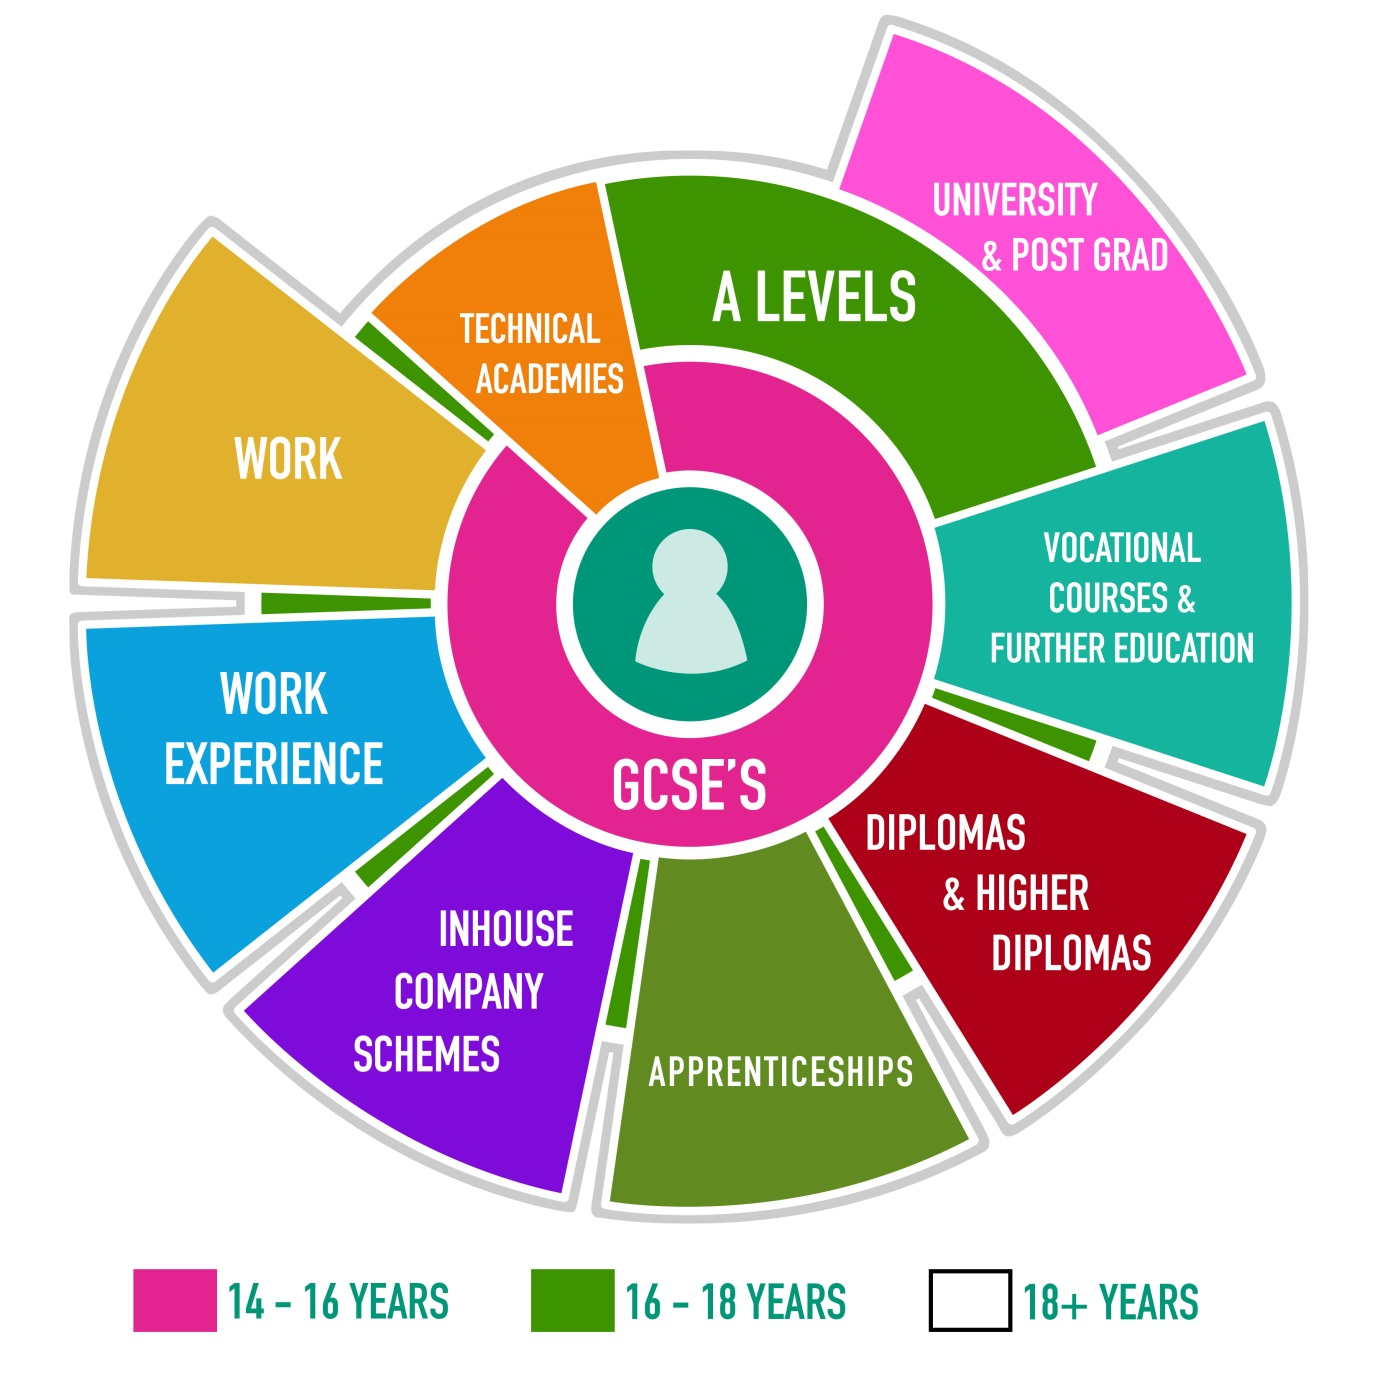 UNIVERSITY
& POST GRAD
A LEVELS
TECHNICAL
ACADEMIES
WORK
VOCATIONAL
COURSES &
FURTHER EDUCATION
WORK
EXPERIENCE
GCSE'S
DIPLOMAS
& HIGHER
DIPLOMAS
INHOUSE
COMPANY
SCHEMES
APPRENTICESHIPS
14 – 16 YEARS
16 – 18 YEARS
18+ YEARS